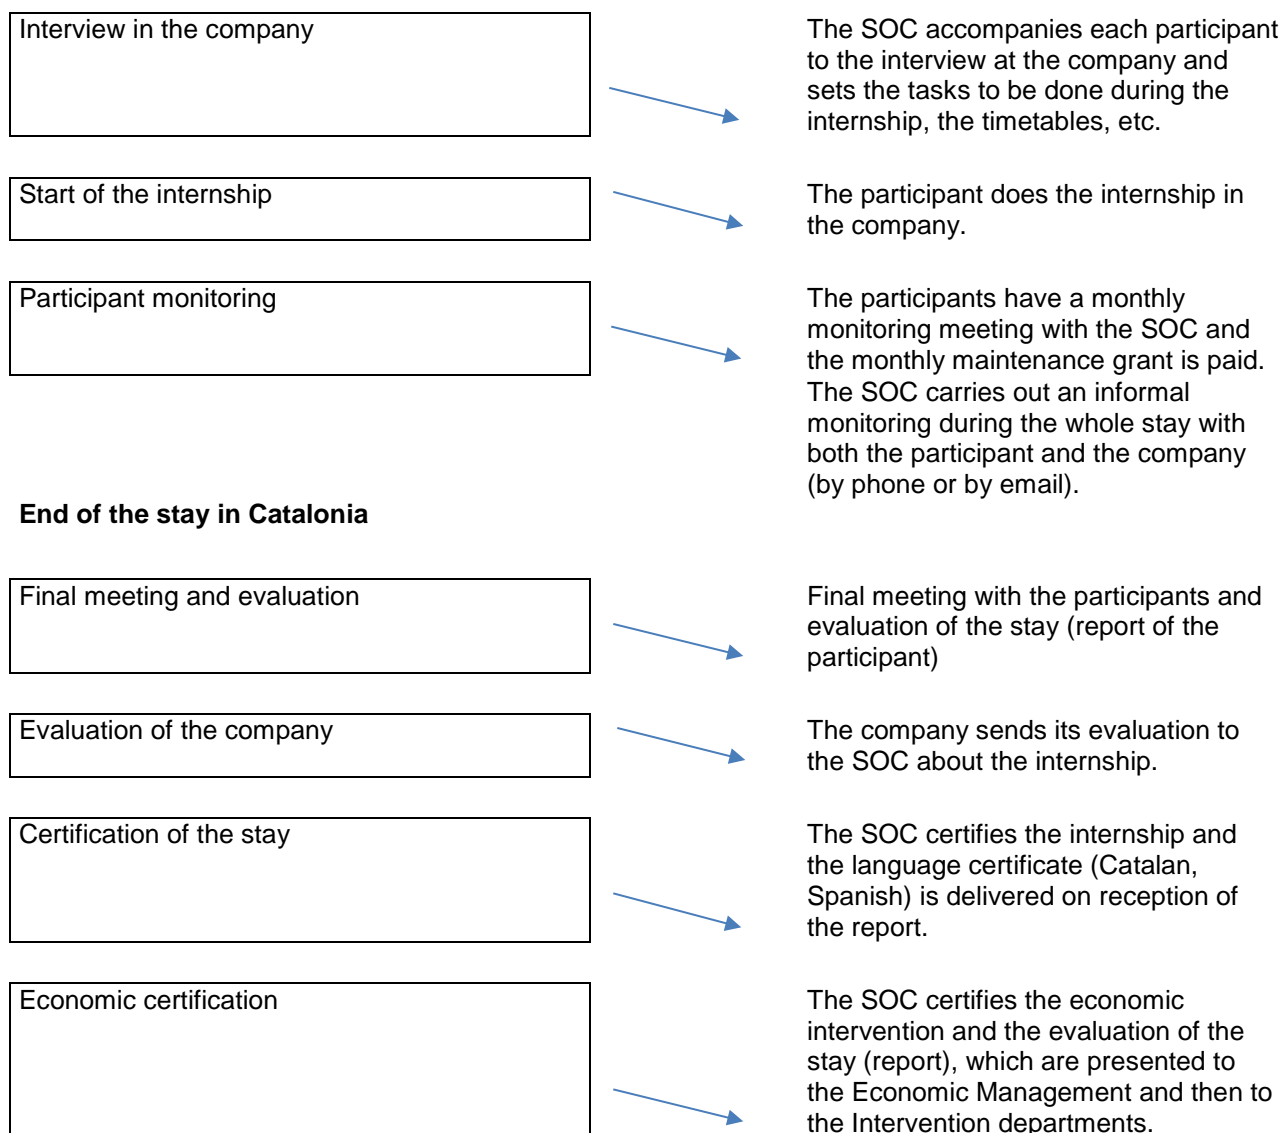 Interview in the company
The SOC accompanies each participant
to the interview at the company and
sets the tasks to be done during the
internship, the timetables, etc.
Start of the internship
The participant does the internship in
the company.
Participant monitoring
The participants have a monthly
monitoring meeting with the SOC and
the monthly maintenance grant is paid.
The SOC carries out an informal
monitoring during the whole stay with
both the participant and the company
(by phone or by email).
End of the stay in Catalonia
Final meeting and evaluation
Final meeting with the participants and
evaluation of the stay (report of the
participant)
Evaluation of the company
The company sends its evaluation to
the SOC about the internship.
Certification of the stay
The SOC certifies the internship and
the language certificate (Catalan,
Spanish) is delivered on reception of
the report.
Economic certification
The SOC certifies the economic
intervention and the evaluation of the
stay (report), which are presented to
the Economic Management and then to
the Intervention departments.